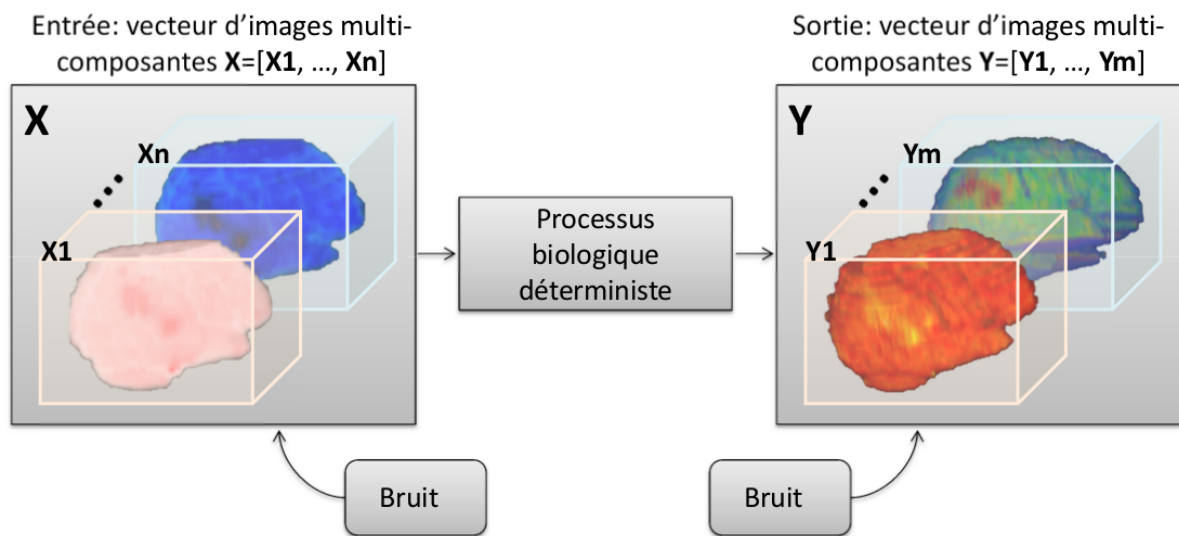 Entrée: vecteur d'images multi-
composantes X=[X1, ..., Xn]
Sortie: vecteur d'images multi-
composantes Y=[Y1, ..., Ym]
X
Xn
X1
Processus
biologique
déterministe
Y
Ym
Y1
Bruit
Bruit